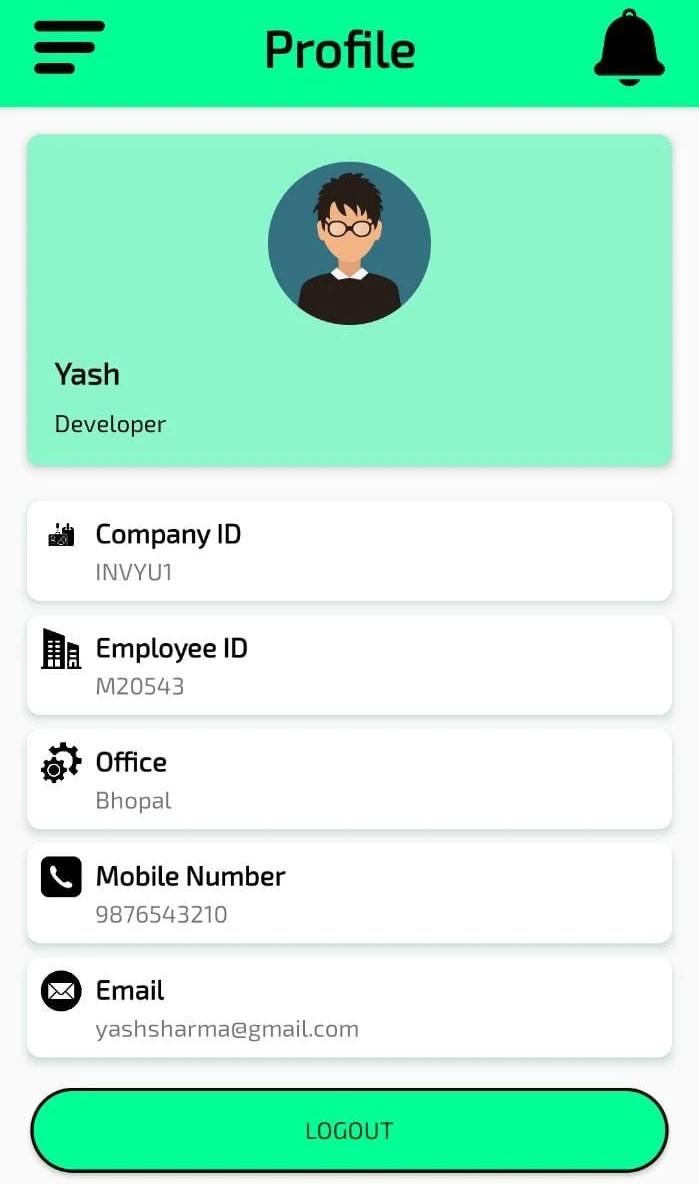 Profile
Yash
Developer
Company ID
INVYU1
Employee ID
M20543
Office
Bhopal
Mobile Number
9876543210
Email
yashsharma@gmail.com
LOGOUT